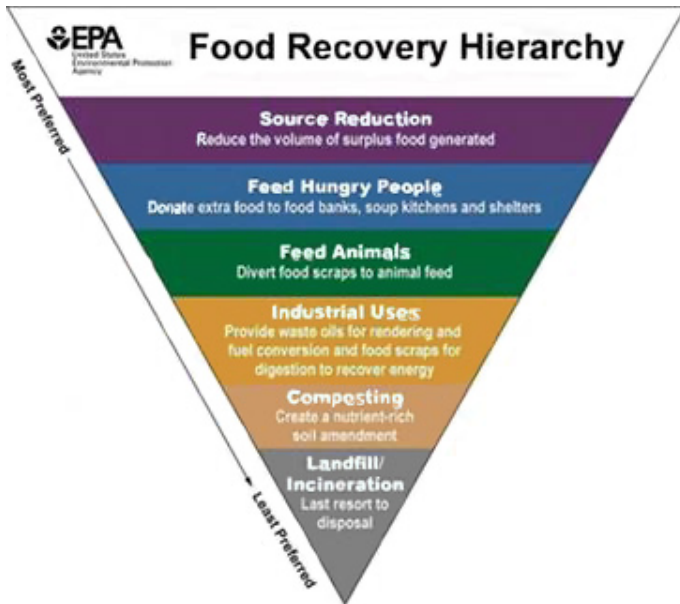 EPA
United States
Environmental Protection
Agency
Food Recovery Hierarchy
Most Preferred
Source Reduction
Reduce the volume of surplus food generated
Feed Hungry People
Donate extra food to food banks, soup kitchens and shelters
Feed Animals
Divert food scraps to animal feed
Industrial Uses
Provide waste oils for rendering and
fuel conversion and food scraps for
digestion to recover energy
Composting
Create a nutrient-rich
soil amendment
Landfill/
Incineration
Last resort to
disposal
Least Preferred